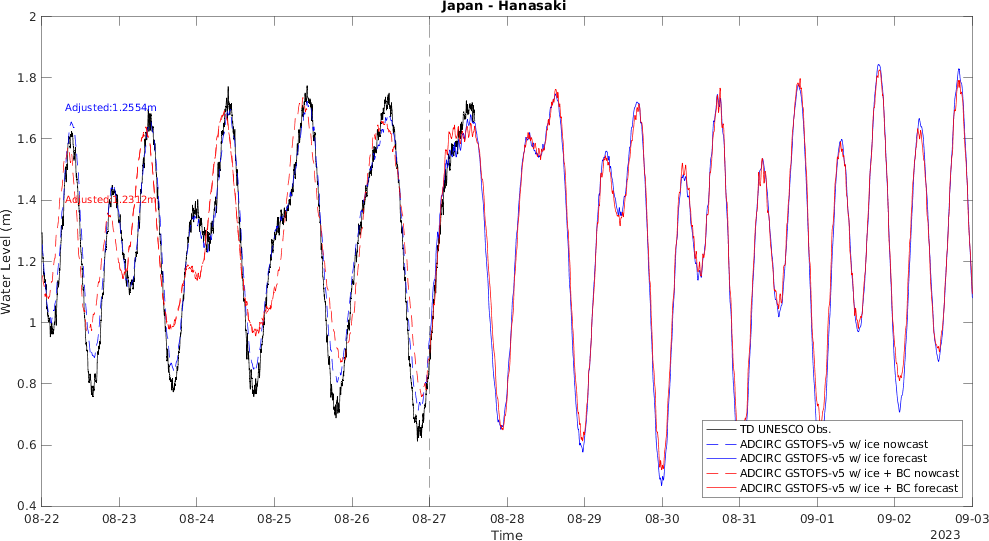 Japan - Hanasaki
2
1.8
1.6
1.4
1.2
1
0.8
0.6
0.4
Water Level (m)
Adjusted:1.2554m
Adjusted:1.2312m
TD UNESCO Obs.
ADCIRC GSTOFS-v5 w/ ice nowcast
ADCIRC GSTOFS-v5 w/ ice forecast
ADCIRC GSTOFS-v5 w/ ice + BC nowcast
ADCIRC GSTOFS-v5 w/ ice + BC forecast
08-22 08-23 08-24 08-25 08-26 08-27 08-28 08-29 08-30 08-31 09-01 09-02 09-03
Time
2023